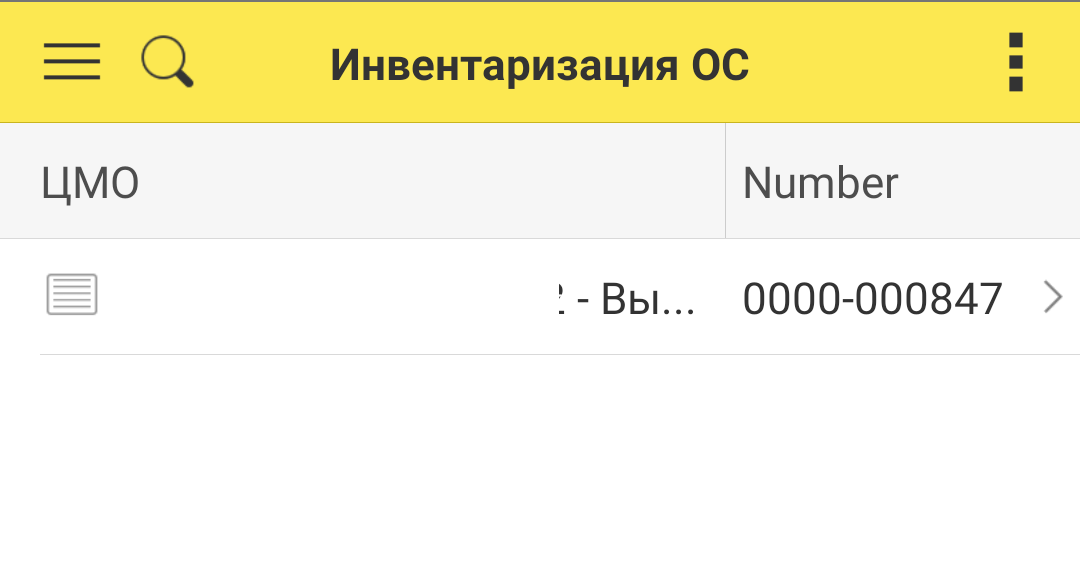 Инвентаризация ОС
ЦМО Number
- Вы... 0000-000847